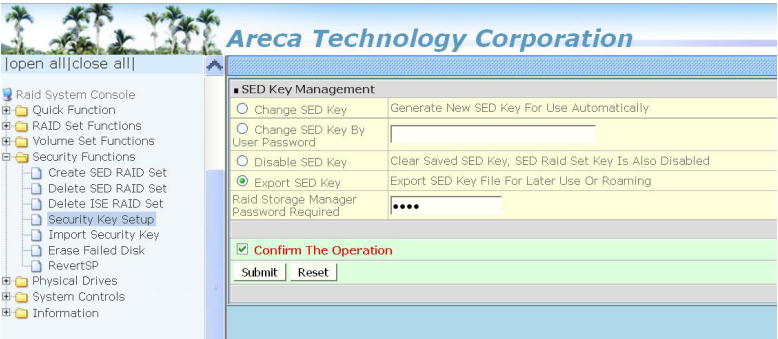 Areca Technology Corporation
|open all|close all|
Raid System Console
Quick Function
RAID Set Functions
Volume Set Functions
Security Functions
Create SED RAID Set
Delete SED RAID Set
Delete ISE RAID Set
Security Key Setup
Import Security Key
Erase Failed Disk
RevertSP
Physical Drives
System Controls
Information
SED Key Management
Change SED Key Generate New SED Key For Use Automatically
Change SED Key By
User Password
Disable SED Key Clear Saved SED Key, SED Raid Set Key Is Also Disabled
Export SED Key Export SED Key File For Later Use Or Roaming
Raid Storage Manager
Password Required ••••
Confirm The Operation
Submit Reset